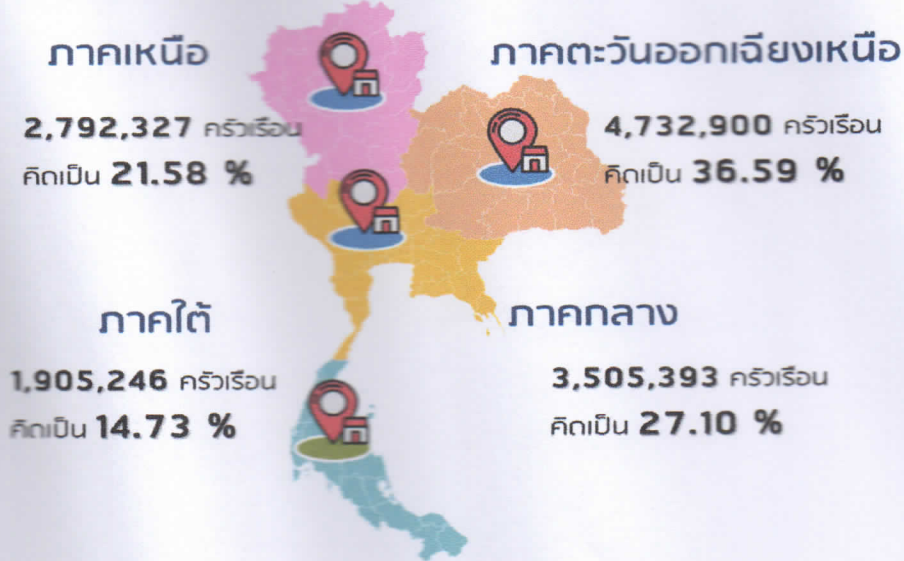 ภาคเหนือ
2,792,327 ครัวเรือน
คิดเป็น 21.58 %
ภาคตะวันออกเฉียงเหนือ
4,732,900 ครัวเรือน
คิดเป็น 36.59 %
ภาคใต้
1,905,246 ครัวเรือน
คิดเป็น 14.73 %
ภาคกลาง
3,505,393 ครัวเรือน
คิดเป็น 27.10 %